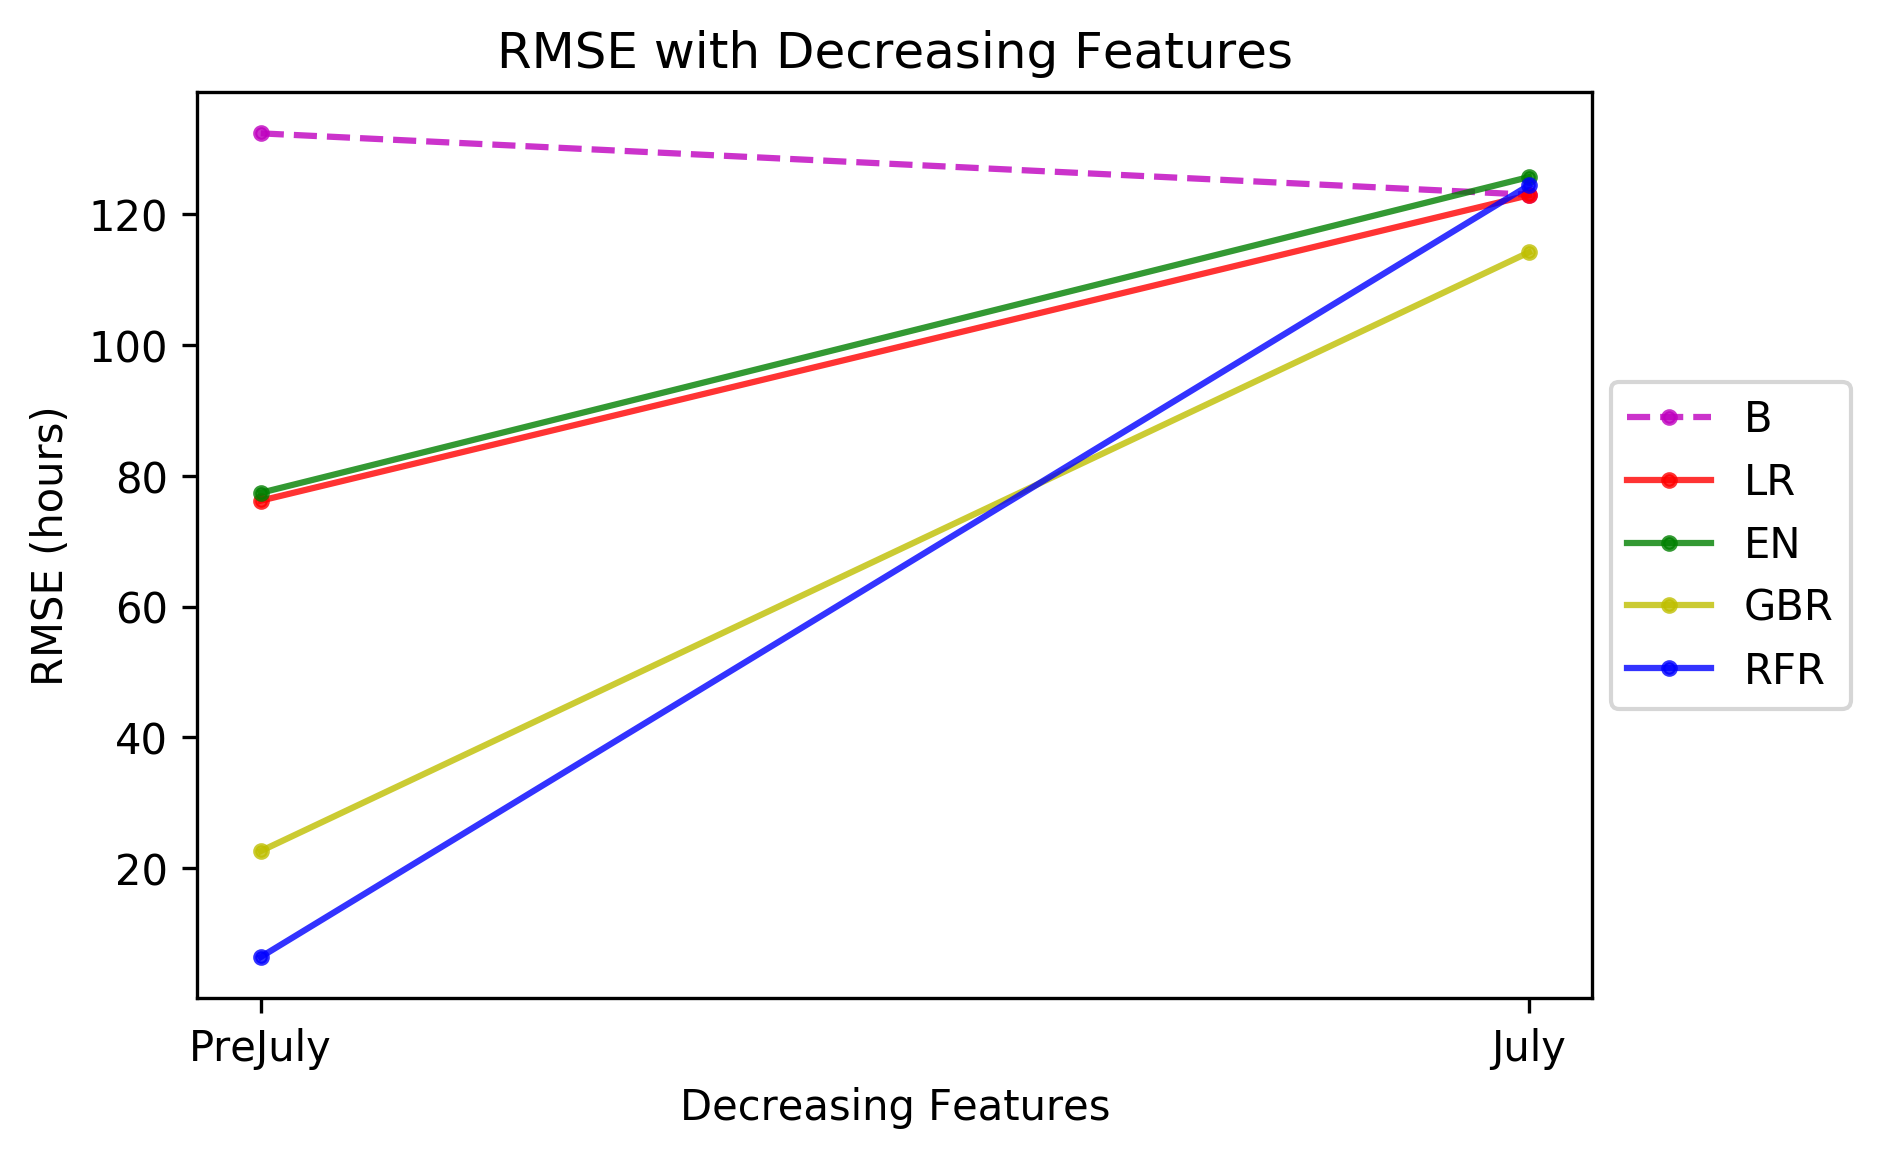 RMSE with Decreasing Features
RMSE (hours)
120
100
80
60
40
20
PreJuly
July
Decreasing Features
B
LR
EN
GBR
RFR